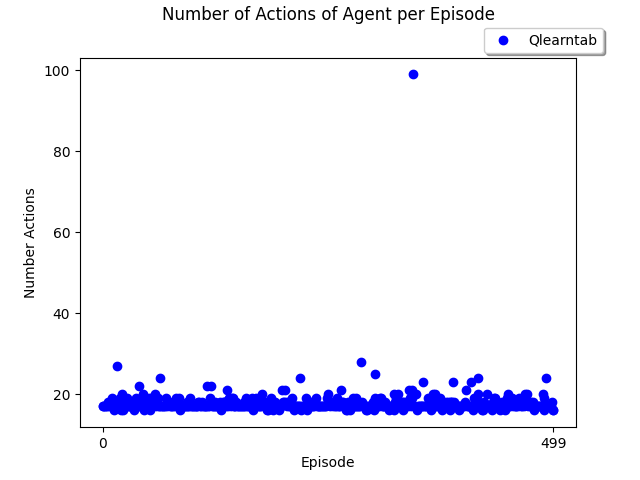 Number of Actions of Agent per Episode
Qlearntab
100
80
60
40
20
Number Actions
0
499
Episode